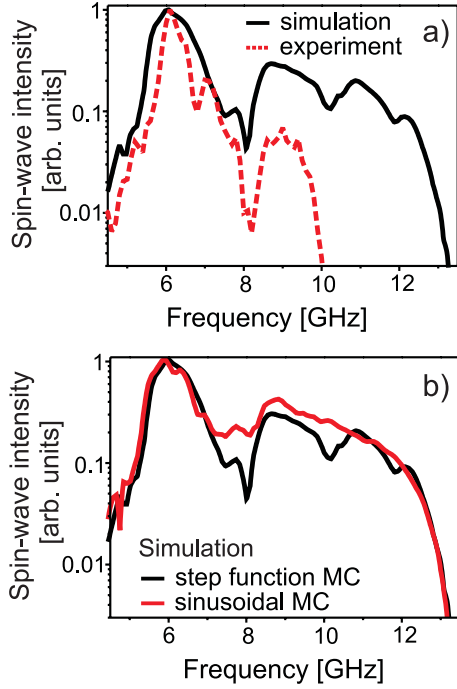 simulation
experiment
a)
1
0.1
0.01
Spin-wave intensity
[arb. units]
6 8 10 12
Frequency [GHz]
b)
1
0.1
0.01
Spin-wave intensity
[arb. units]
Simulation
step function MC
sinusoidal MC
6 8 10 12
Frequency [GHz]